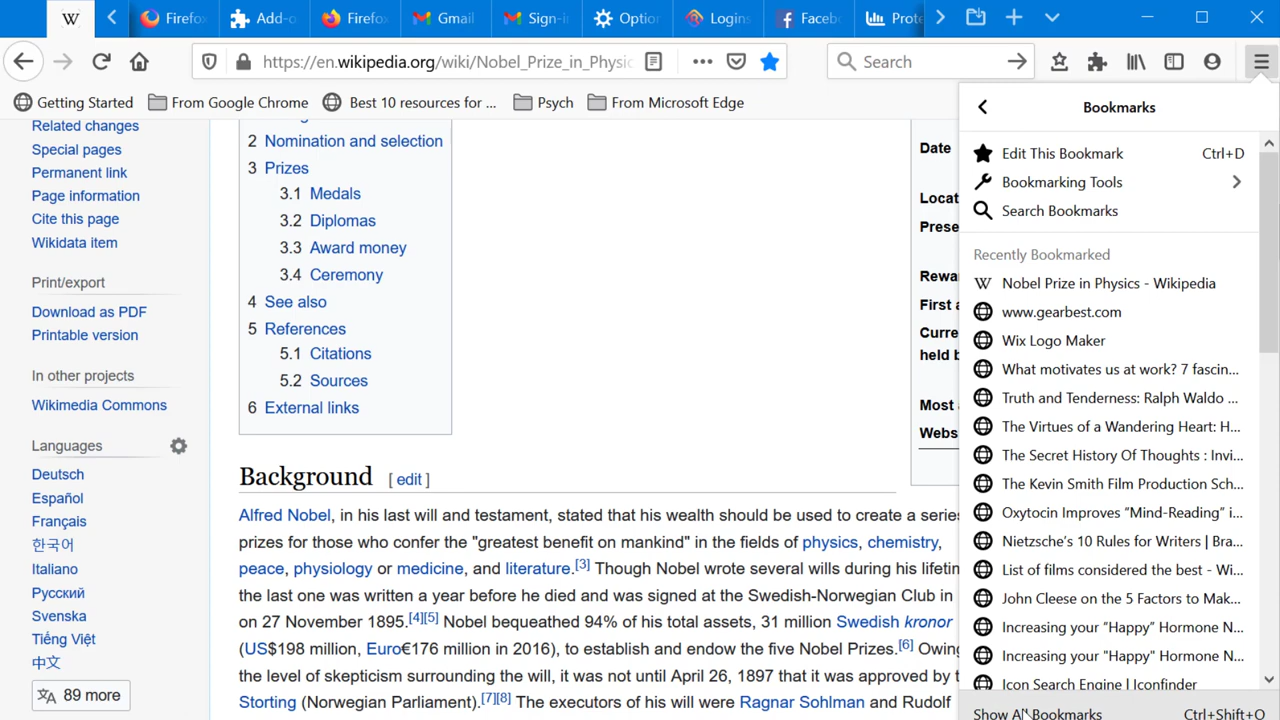 W
Firefo
Add-o
Firefo
Gmail
Sign-i
Optio
Logins
Faceb
Prote
https://en.wikipedia.org/wiki/Nobel_Prize_in_Physic
Search
Getting Started
From Google Chrome
Best 10 resources for ...
Psych
From Microsoft Edge
Related changes
Special pages
Permanent link
Page information
Cite this page
Wikidata item
Print/export
Download as PDF
Printable version
In other projects
Wikimedia Commons
Languages
Deutsch
Español
Français
한국어
Italiano
Русский
Svenska
Tiếng Việt
中文
89 more
2 Nomination and selection
3 Prizes
3.1 Medals
3.2 Diplomas
3.3 Award money
3.4 Ceremony
4 See also
5 References
5.1 Citations
5.2 Sources
6 External links
Background [ edit ]
Alfred Nobel, in his last will and testament, stated that his wealth should be used to create a series
prizes for those who confer the "greatest benefit on mankind" in the fields of physics, chemistry,
peace, physiology or medicine, and literature.[3] Though Nobel wrote several wills during his lifetin
the last one was written a year before he died and was signed at the Swedish-Norwegian Club in
on 27 November 1895.[4][5] Nobel bequeathed 94% of his total assets, 31 million Swedish kronor
(US$198 million, Euro€176 million in 2016), to establish and endow the five Nobel Prizes.[6] Owing
the level of skepticism surrounding the will, it was not until April 26, 1897 that it was approved by t
Storting (Norwegian Parliament).[7][8] The executors of his will were Ragnar Sohlman and Rudolf
Date
Locat
Prese
Rewa
First a
Curre
held b
Most a
Webs
Bookmarks
Edit This Bookmark Ctrl+D
Bookmarking Tools
Search Bookmarks
Recently Bookmarked
W Nobel Prize in Physics - Wikipedia
www.gearbest.com
Wix Logo Maker
What motivates us at work? 7 fascin...
Truth and Tenderness: Ralph Waldo ...
The Virtues of a Wandering Heart: H...
The Secret History Of Thoughts : Invi...
The Kevin Smith Film Production Sch...
Oxytocin Improves “Mind-Reading” i...
Nietzsche’s 10 Rules for Writers | Bra...
List of films considered the best - Wi...
John Cleese on the 5 Factors to Mak...
Increasing your "Happy" Hormone N...
Increasing your "Happy" Hormone N...
Icon Search Engine | Iconfinder
Show All Bookmarks Ctrl+Shift+O